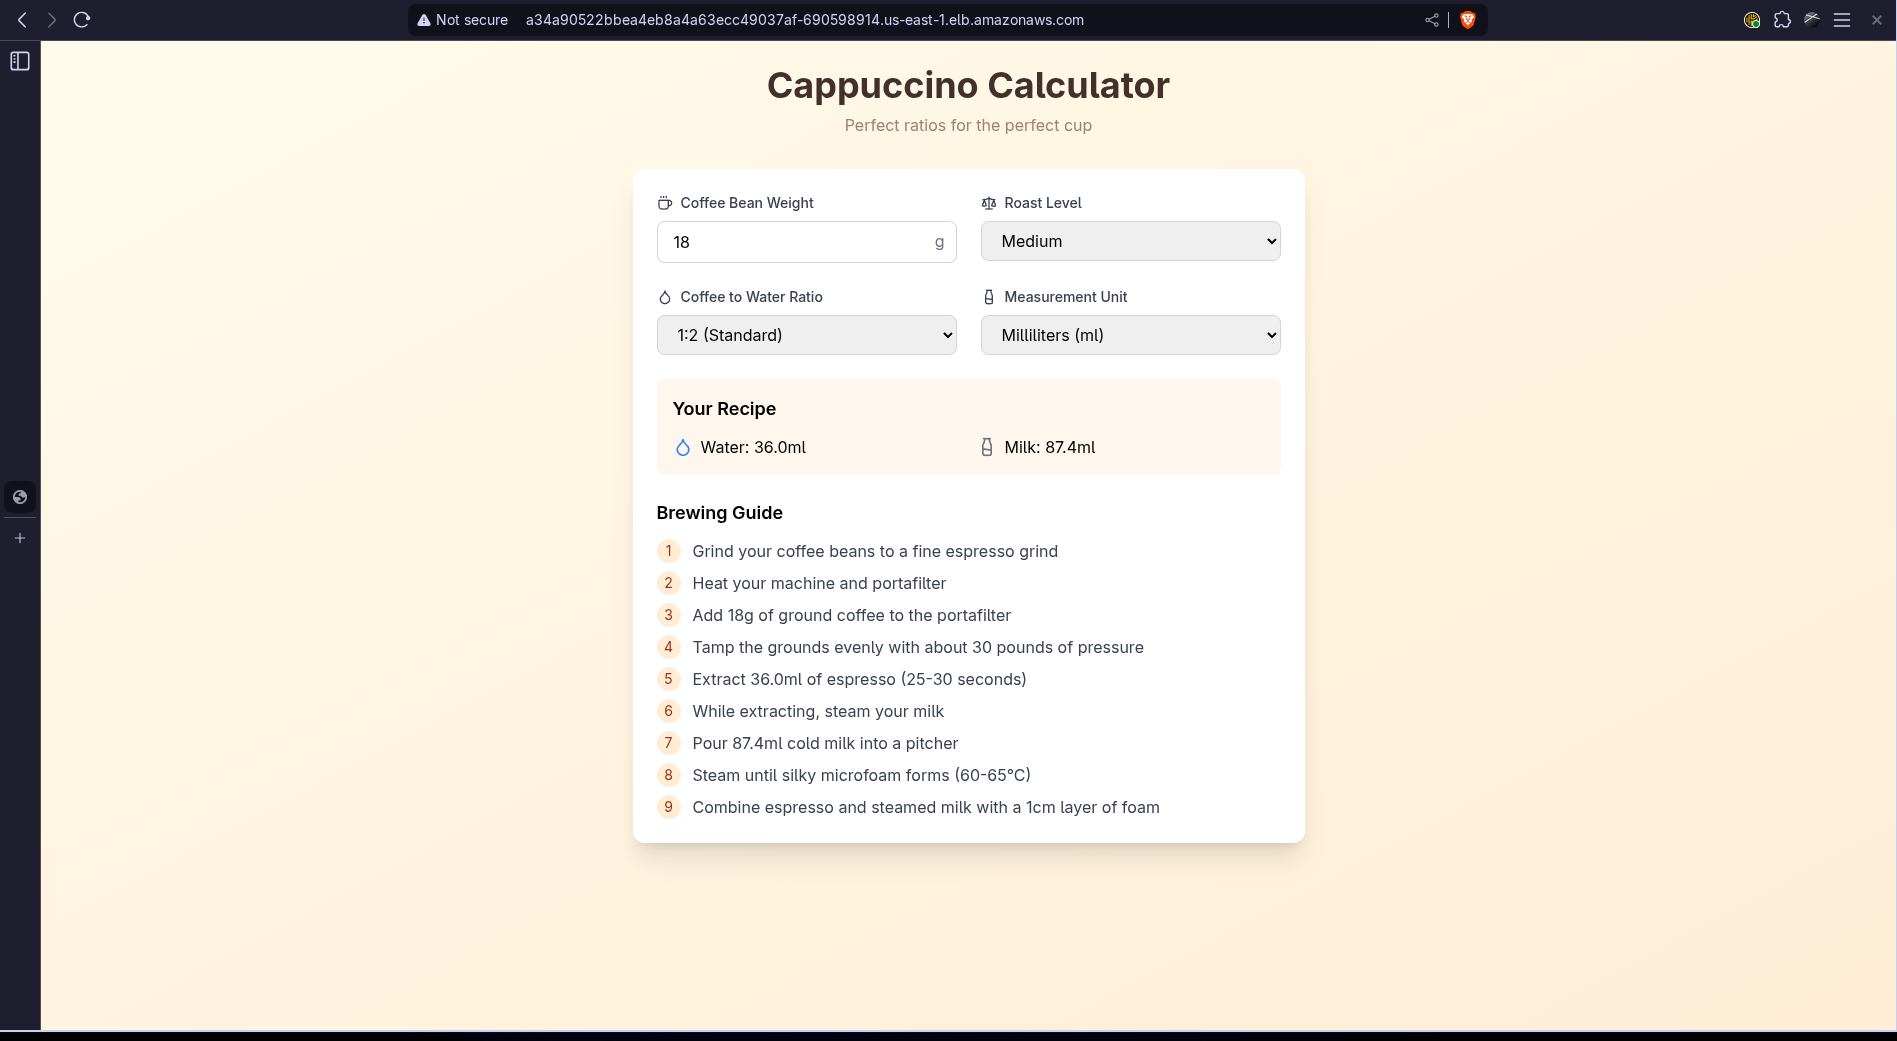 Not secure a34a90522bbea4eb8a4a63ecc49037af-690598914.us-east-1.elb.amazonaws.com
Cappuccino Calculator
Perfect ratios for the perfect cup
Coffee Bean Weight
18 g
Roast Level
Medium
Coffee to Water Ratio
1:2 (Standard)
Measurement Unit
Milliliters (ml)
Your Recipe
Water: 36.0ml
Milk: 87.4ml
Brewing Guide
1 Grind your coffee beans to a fine espresso grind
2 Heat your machine and portafilter
3 Add 18g of ground coffee to the portafilter
4 Tamp the grounds evenly with about 30 pounds of pressure
5 Extract 36.0ml of espresso (25-30 seconds)
6 While extracting, steam your milk
7 Pour 87.4ml cold milk into a pitcher
8 Steam until silky microfoam forms (60-65°C)
9 Combine espresso and steamed milk with a 1cm layer of foam